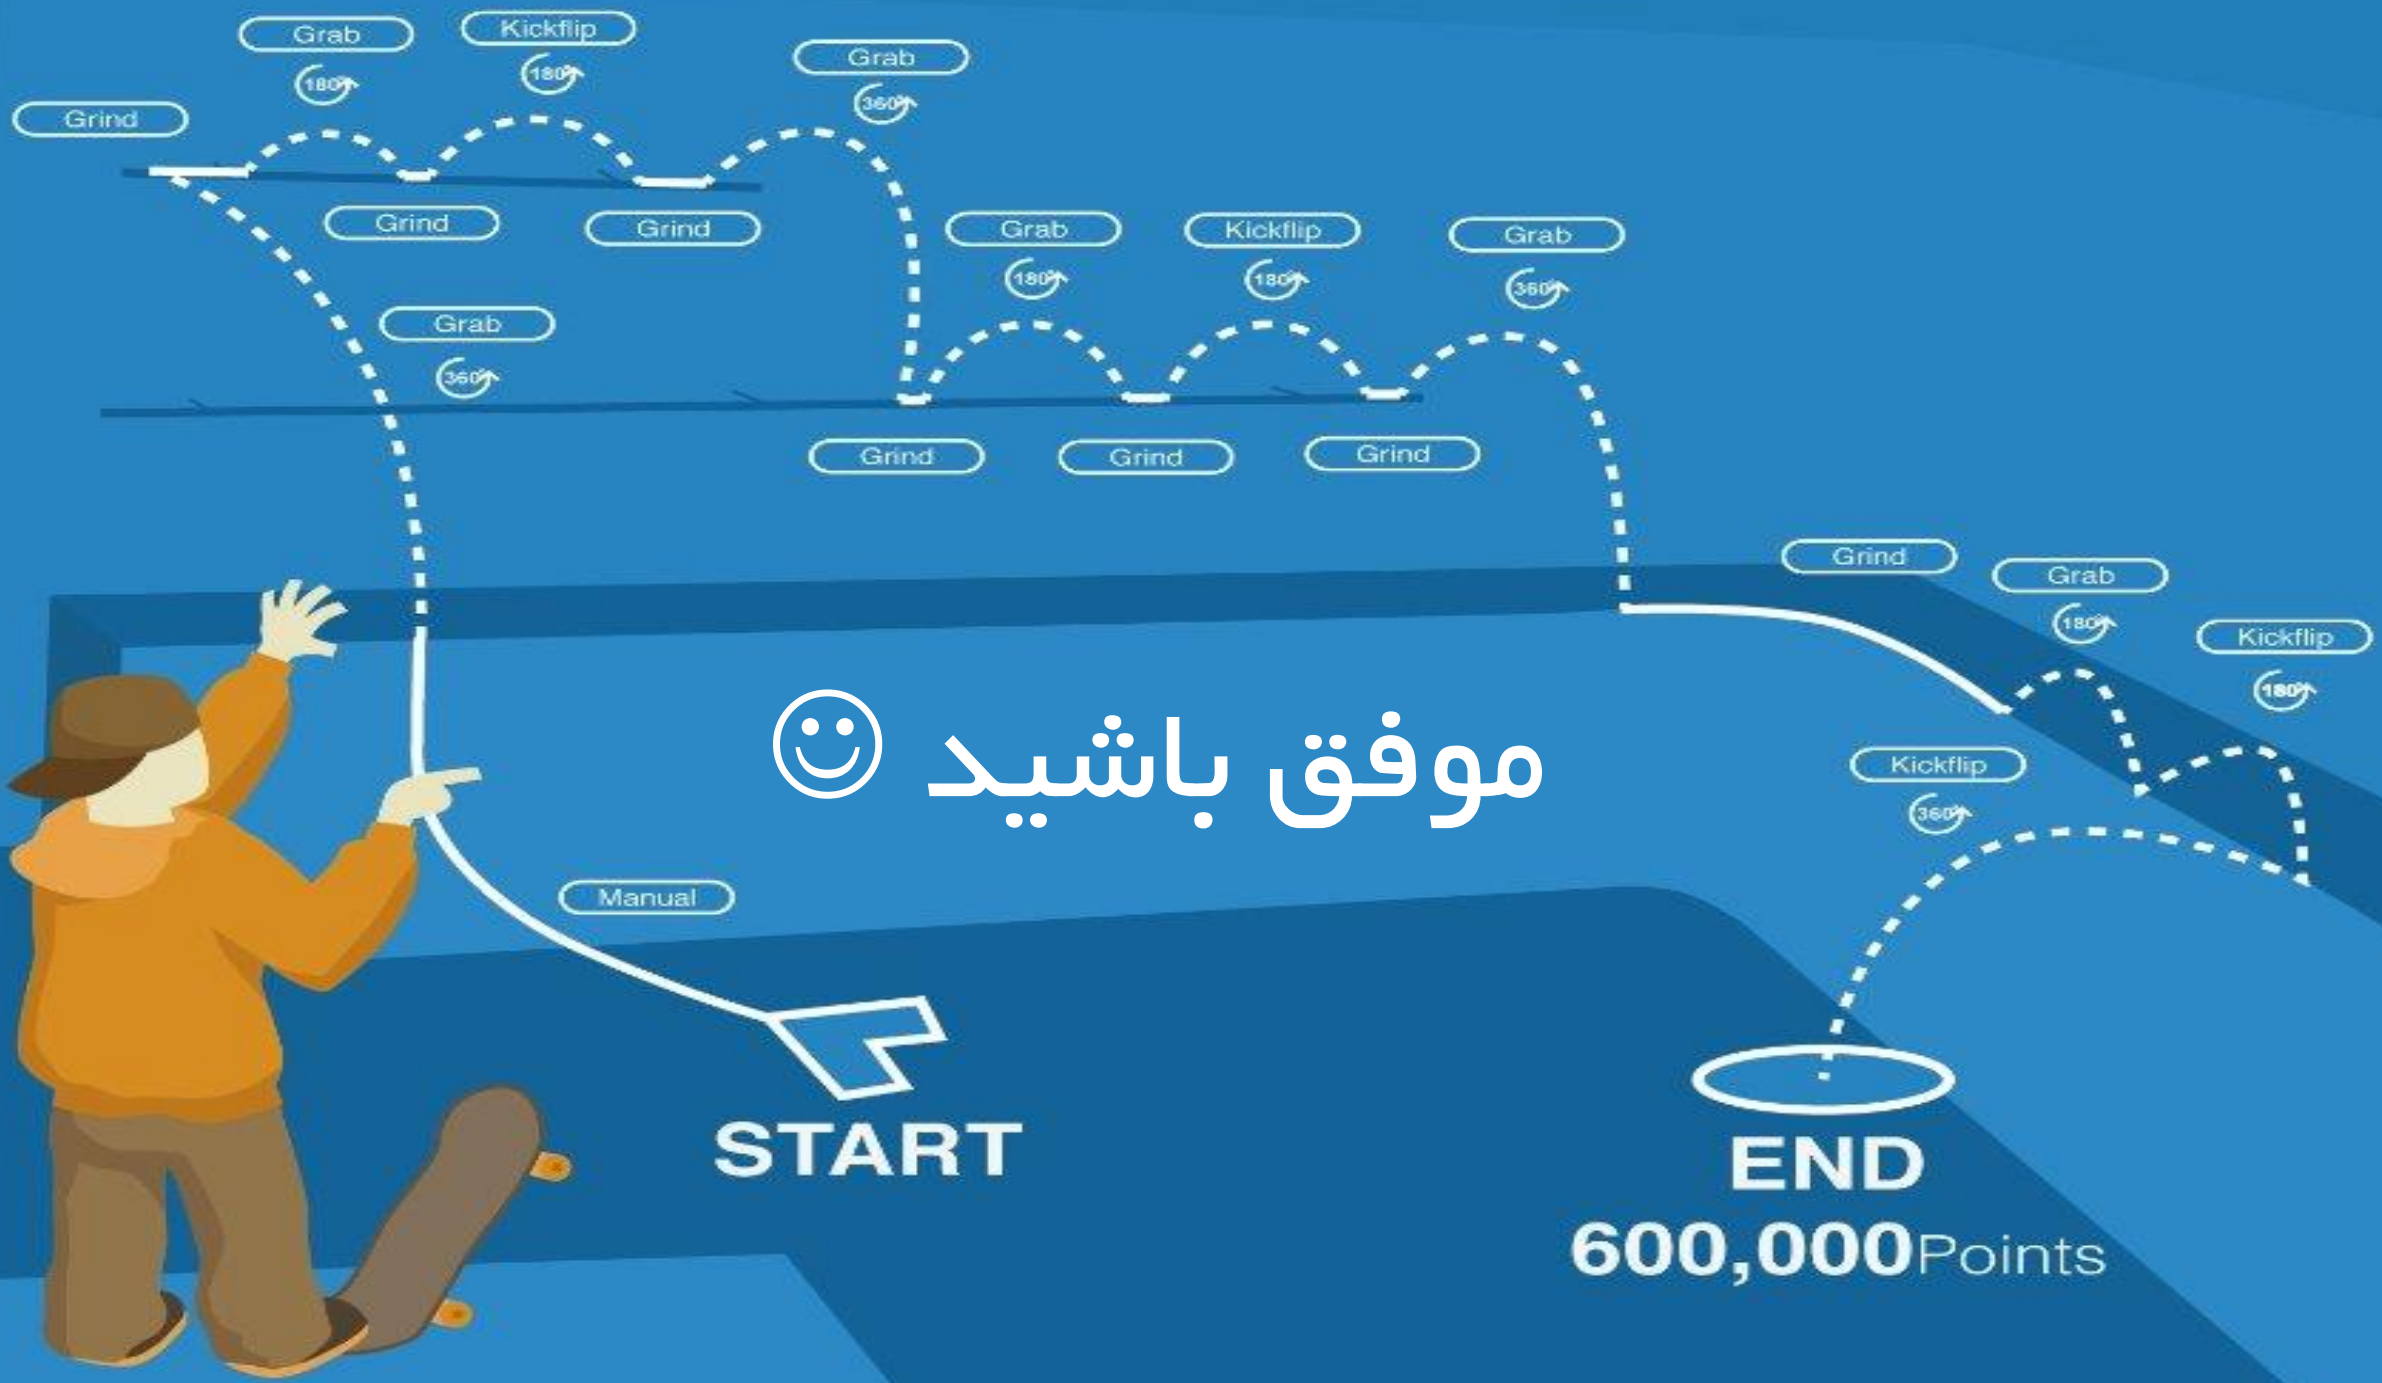 Grab
180°
Kickflip
180°
Grab
360°
Grind
Grind
Grind
Grab
180°
Kickflip
180°
Grab
360°
Grab
360°
Grind
Grind
Grind
Grind
Grab
180°
Kickflip
180°
موفق باشید ☺
Kickflip
360°
Manual
START
END
600,000Points